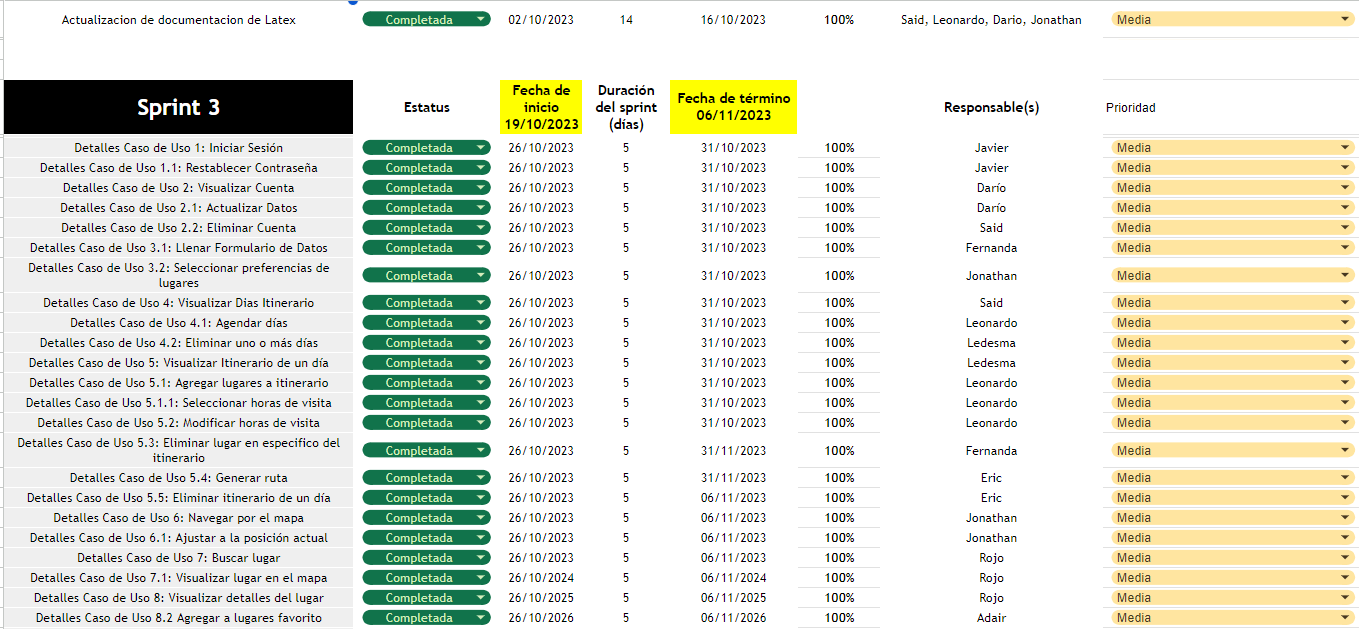 Actualizacion de documentacion de Latex Completada 02/10/2023 14 16/10/2023 100% Said, Leonardo, Dario, Jonathan Media
Sprint 3 Estatus Fecha de inicio 19/10/2023 Duración del sprint (días) Fecha de término 06/11/2023 Responsable(s) Prioridad
Detalles Caso de Uso 1: Iniciar Sesión Completada 26/10/2023 5 31/10/2023 100% Javier Media
Detalles Caso de Uso 1.1: Restablecer Contraseña Completada 26/10/2023 5 31/10/2023 100% Javier Media
Detalles Caso de Uso 2: Visualizar Cuenta Completada 26/10/2023 5 31/10/2023 100% Darío Media
Detalles Caso de Uso 2.1: Actualizar Datos Completada 26/10/2023 5 31/10/2023 100% Darío Media
Detalles Caso de Uso 2.2: Eliminar Cuenta Completada 26/10/2023 5 31/10/2023 100% Said Media
Detalles Caso de Uso 3.1: Llenar Formulario de Datos Completada 26/10/2023 5 31/10/2023 100% Fernanda Media
Detalles Caso de Uso 3.2: Seleccionar preferencias de lugares Completada 26/10/2023 5 31/10/2023 100% Jonathan Media
Detalles Caso de Uso 4: Visualizar Dias Itinerario Completada 26/10/2023 5 31/10/2023 100% Said Media
Detalles Caso de Uso 4.1: Agendar días Completada 26/10/2023 5 31/10/2023 100% Leonardo Media
Detalles Caso de Uso 4.2: Eliminar uno o más días Completada 26/10/2023 5 31/10/2023 100% Ledesma Media
Detalles Caso de Uso 5: Visualizar Itinerario de un día Completada 26/10/2023 5 31/10/2023 100% Ledesma Media
Detalles Caso de Uso 5.1: Agregar lugares a itinerario Completada 26/10/2023 5 31/10/2023 100% Leonardo Media
Detalles Caso de Uso 5.1.1: Seleccionar horas de visita Completada 26/10/2023 5 31/10/2023 100% Leonardo Media
Detalles Caso de Uso 5.2: Modificar horas de visita Completada 26/10/2023 5 31/10/2023 100% Leonardo Media
Detalles Caso de Uso 5.3: Eliminar lugar en especifico del itinerario Completada 26/10/2023 5 31/11/2023 100% Fernanda Media
Detalles Caso de Uso 5.4: Generar ruta Completada 26/10/2023 5 31/11/2023 100% Eric Media
Detalles Caso de Uso 5.5: Eliminar itinerario de un día Completada 26/10/2023 5 06/11/2023 100% Eric Media
Detalles Caso de Uso 6: Navegar por el mapa Completada 26/10/2023 5 06/11/2023 100% Jonathan Media
Detalles Caso de Uso 6.1: Ajustar a la posición actual Completada 26/10/2023 5 06/11/2023 100% Jonathan Media
Detalles Caso de Uso 7: Buscar lugar Completada 26/10/2023 5 06/11/2023 100% Rojo Media
Detalles Caso de Uso 7.1: Visualizar lugar en el mapa Completada 26/10/2024 5 06/11/2024 100% Rojo Media
Detalles Caso de Uso 8: Visualizar detalles del lugar Completada 26/10/2025 5 06/11/2025 100% Rojo Media
Detalles Caso de Uso 8.2 Agregar a lugares favorito Completada 26/10/2026 5 06/11/2026 100% Adair Media